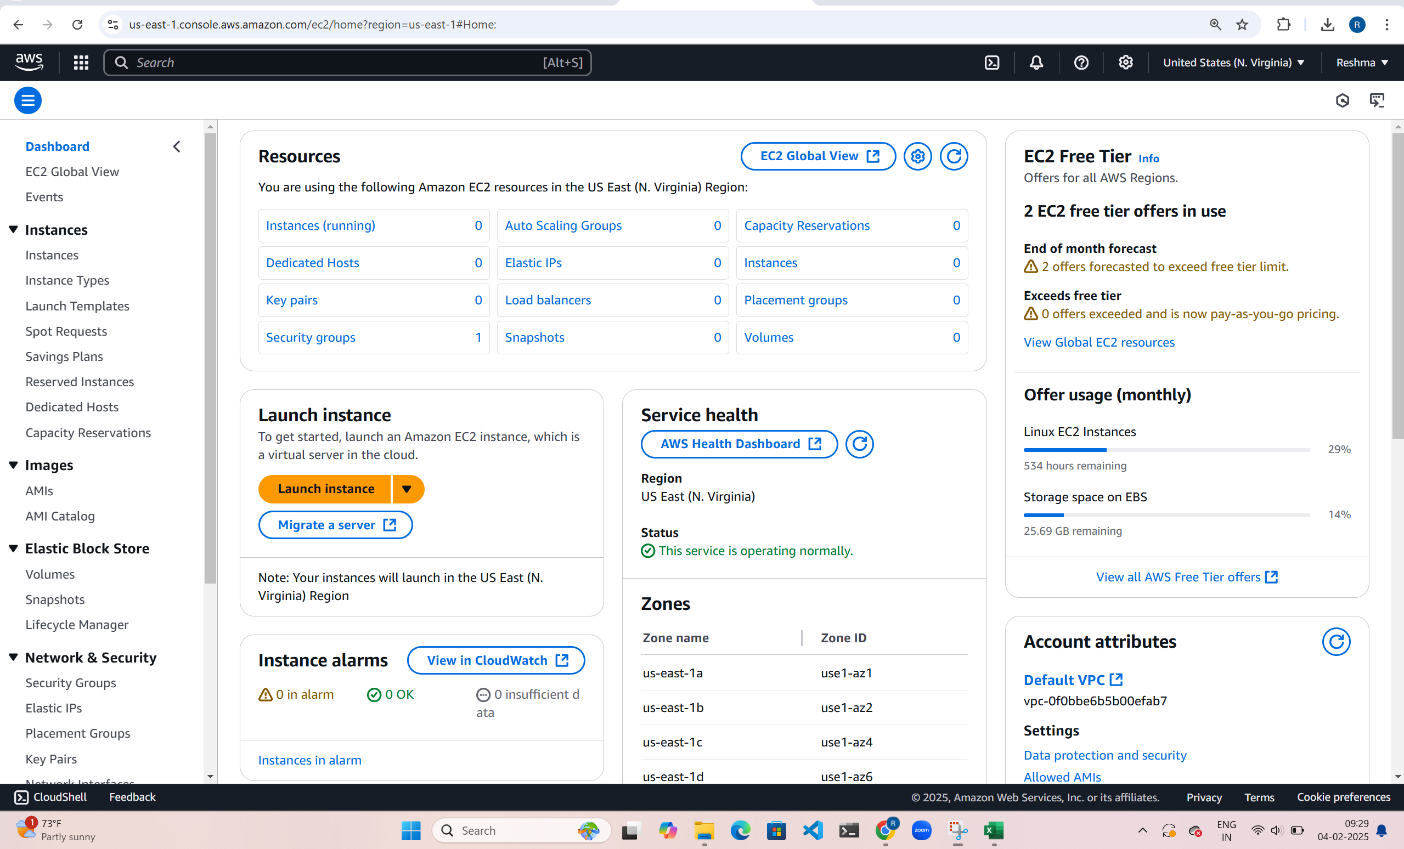 us-east-1.console.aws.amazon.com/ec2/home?region=us-east-1#Home:
R
aws
Search
[Alt+S]
United States (N. Virginia)
Reshma
Dashboard
EC2 Global View
Events
Instances
Instances
Instance Types
Launch Templates
Spot Requests
Savings Plans
Reserved Instances
Dedicated Hosts
Capacity Reservations
Images
AMIs
AMI Catalog
Elastic Block Store
Volumes
Snapshots
Lifecycle Manager
Network & Security
Security Groups
Elastic IPs
Placement Groups
Key Pairs
Network Interfaces
Resources
EC2 Global View
You are using the following Amazon EC2 resources in the US East (N. Virginia) Region:
Instances (running) 0
Auto Scaling Groups 0
Capacity Reservations 0
Dedicated Hosts 0
Elastic IPs 0
Instances 0
Key pairs 0
Load balancers 0
Placement groups 0
Security groups 1
Snapshots 0
Volumes 0
Launch instance
To get started, launch an Amazon EC2 instance, which is
a virtual server in the cloud.
Launch instance
Migrate a server
Note: Your instances will launch in the US East (N.
Virginia) Region
Instance alarms
View in CloudWatch
0 in alarm
0 OK
0 insufficient d
ata
Instances in alarm
Service health
AWS Health Dashboard
Region
US East (N. Virginia)
Status
This service is operating normally.
Zones
Zone name Zone ID
us-east-1a use1-az1
us-east-1b use1-az2
us-east-1c use1-az4
us-east-1d use1-az6
EC2 Free Tier Info
Offers for all AWS Regions.
2 EC2 free tier offers in use
End of month forecast
2 offers forecasted to exceed free tier limit.
Exceeds free tier
0 offers exceeded and is now pay-as-you-go pricing.
View Global EC2 resources
Offer usage (monthly)
Linux EC2 Instances
29%
534 hours remaining
Storage space on EBS
14%
25.69 GB remaining
View all AWS Free Tier offers
Account attributes
Default VPC
vpc-0f0bbe6b5b00efab7
Settings
Data protection and security
Allowed AMIs
CloudShell
Feedback
© 2025, Amazon Web Services, Inc. or its affiliates.
Privacy
Terms
Cookie preferences
1
73°F
Partly sunny
Search
R
zoom
ENG
IN
09:29
04-02-2025